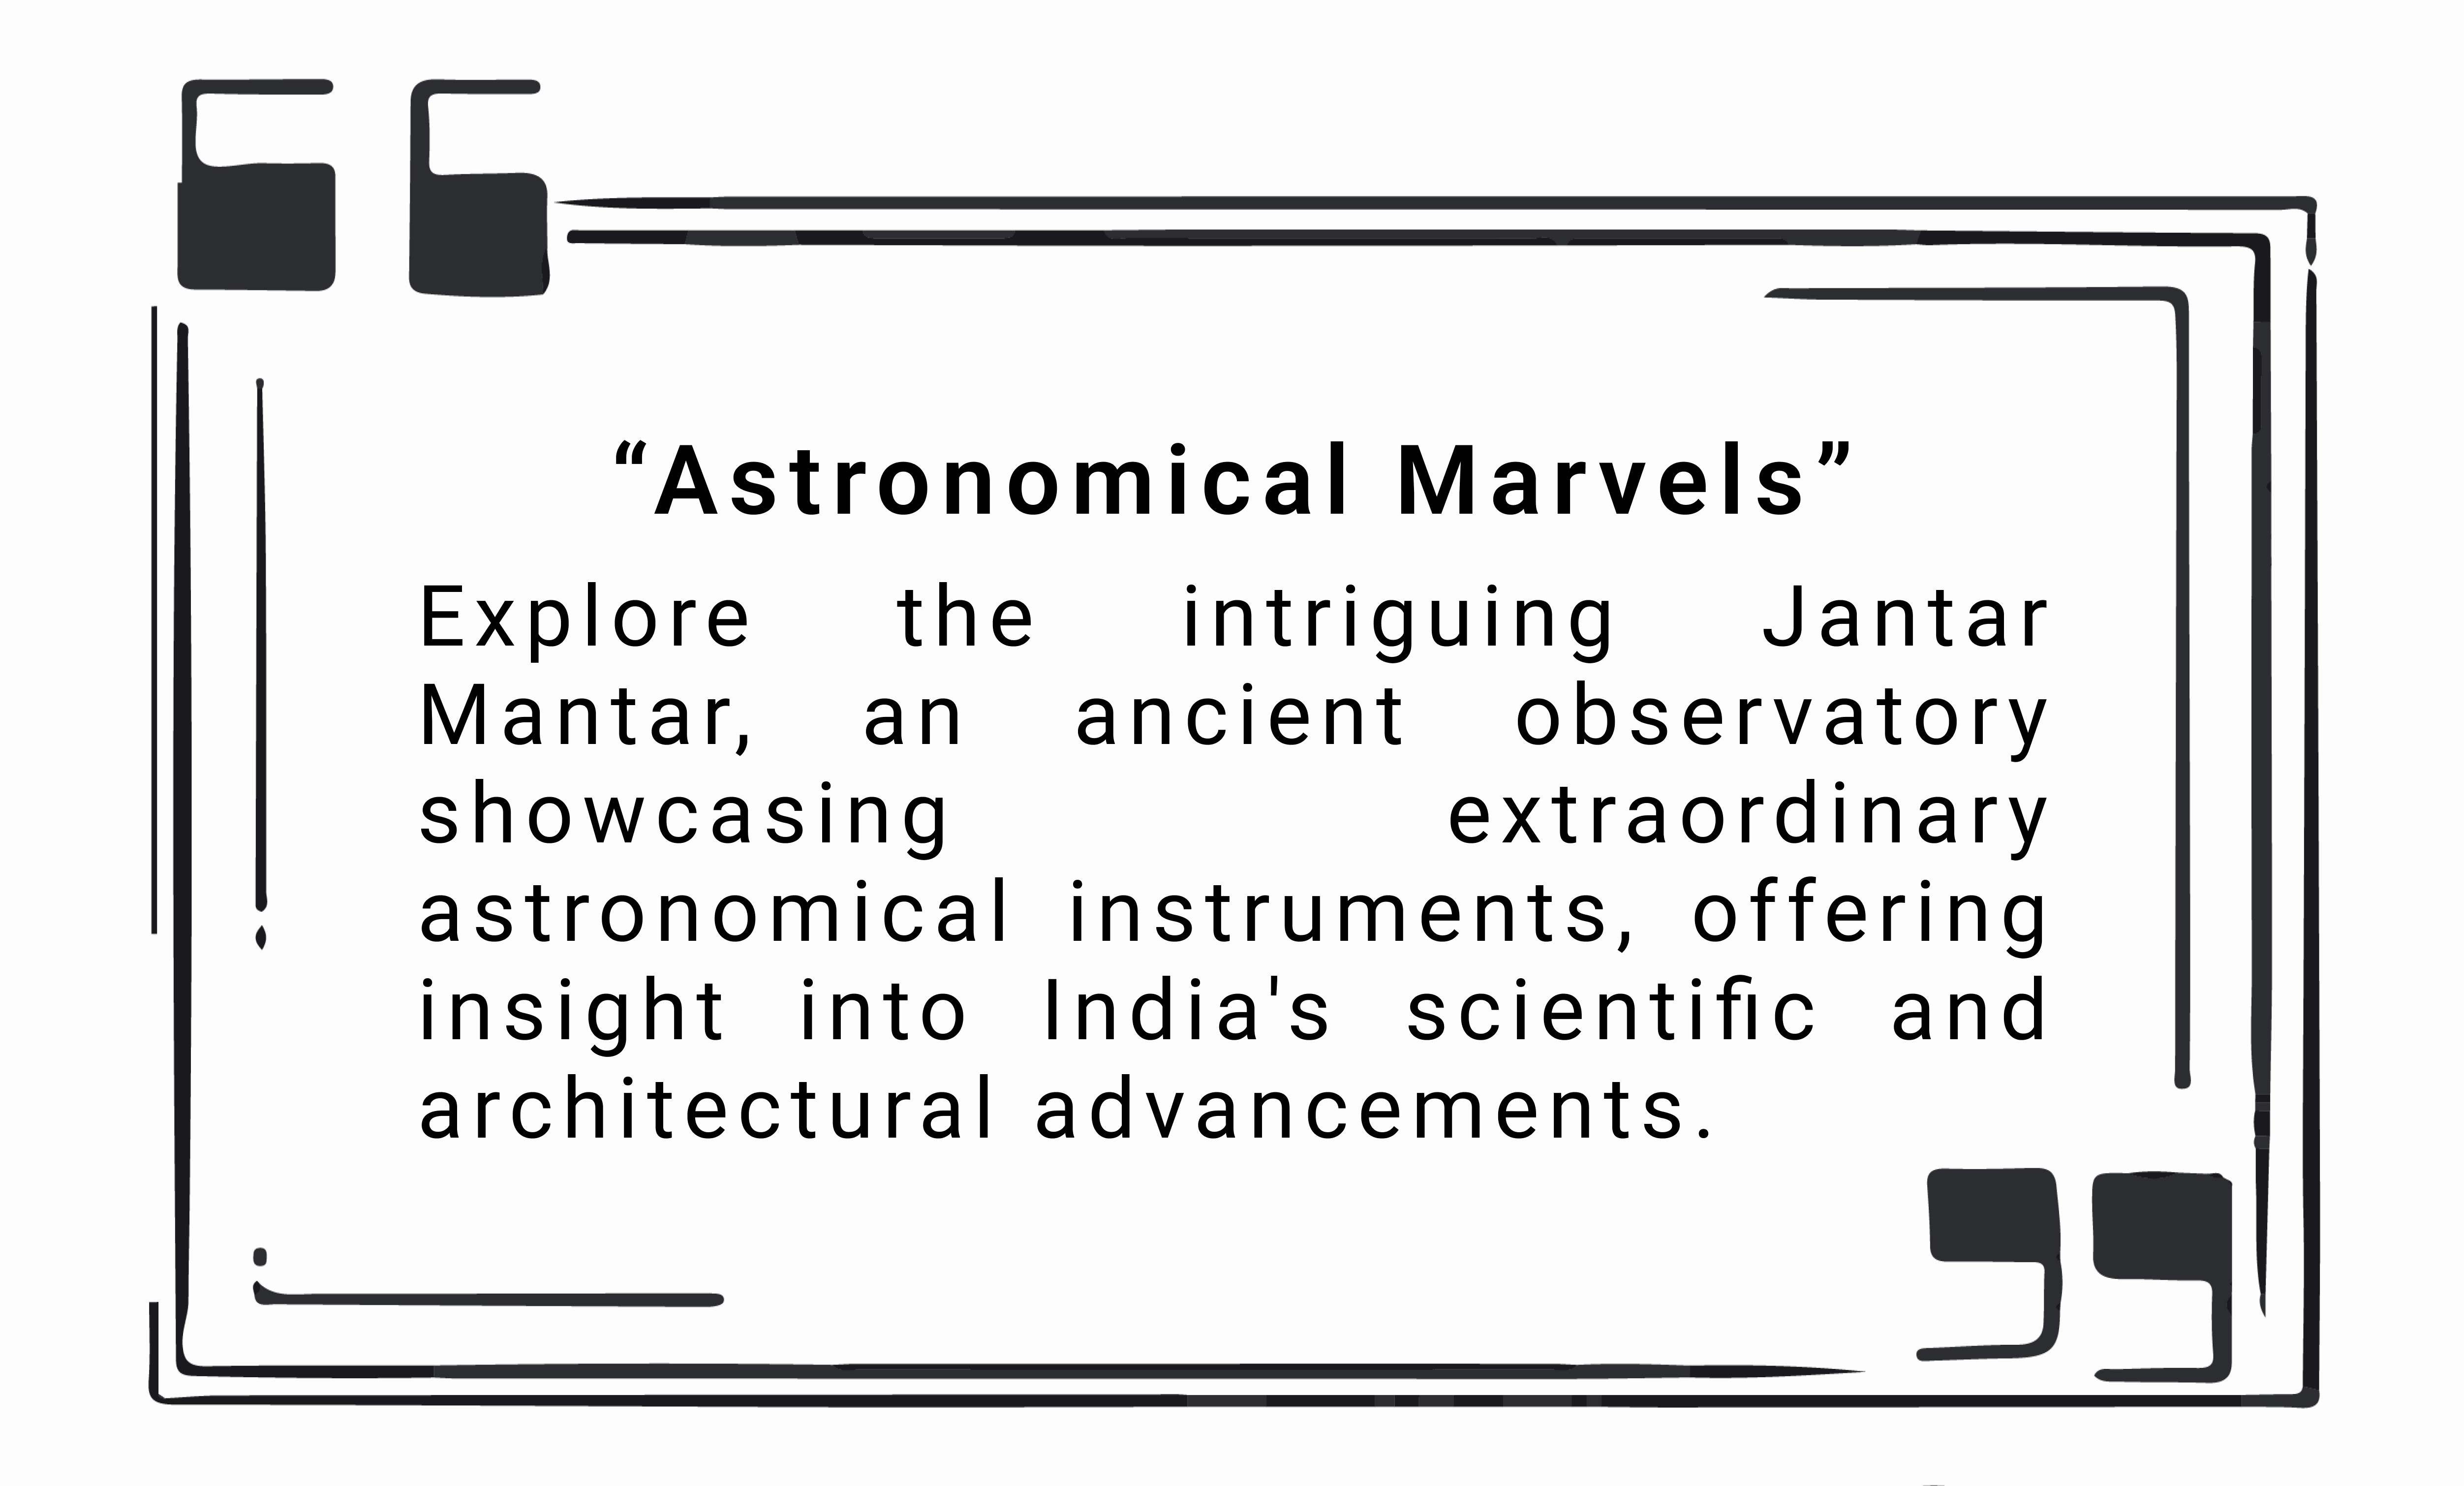 “Astronomical Marvels”
Explore the intriguing Jantar
Mantar, an ancient observatory
showcasing extraordinary
astronomical instruments, offering
insight into India's scientific and
architectural advancements.